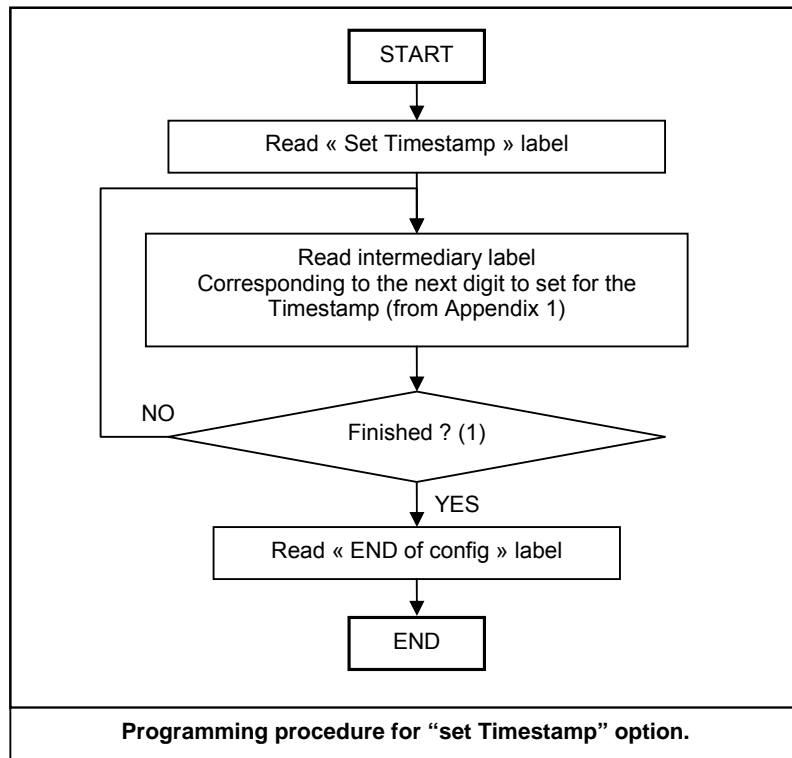 START
Read « Set Timestamp » label
Read intermediary label
Corresponding to the next digit to set for the
Timestamp (from Appendix 1)
NO
Finished ? (1)
YES
Read « END of config » label
END
Programming procedure for “set Timestamp” option.